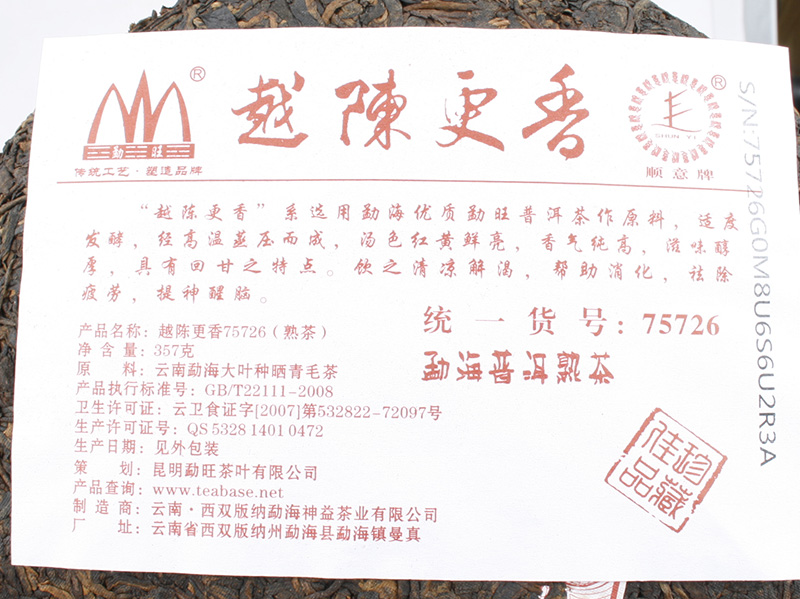 越陳更香
勐旺
®
传统工艺·塑造品牌
®
SHUN YI
顺意牌
S/N:75726G0M8U6S6U2R3A
“越陈更香”系选用勐海优质勐旺普洱茶作原料，适度
发酵，经高温蒸压而成，汤色红黄鲜亮，香气纯高，滋味醇
厚，具有回甘之特点。饮之清凉解渴，帮助消化，祛除
疲劳，提神醒脑。
统一货号：75726
勐海普洱熟茶
产品名称：越陈更香75726（熟茶）
净 含 量：357克
原 料：云南勐海大叶种晒青毛茶
产品执行标准号：GB/T22111-2008
卫生许可证：云卫食证字[2007]第532822-72097号
生产许可证号：QS 5328 1401 0472
生产日期：见外包装
策 划：昆明勐旺茶叶有限公司
产品查询：www.teabase.net
制 造 商：云南·西双版纳勐海神益茶业有限公司
厂 址：云南省西双版纳州勐海县勐海镇曼真
珍藏佳品